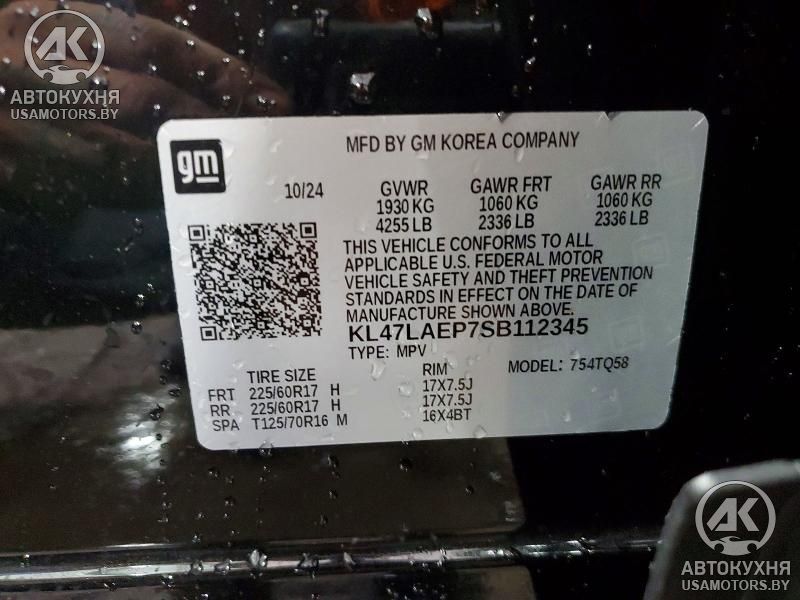 АК
АВТОКУХНЯ
USAMOTORS.BY
gm
MFD BY GM KOREA COMPANY
10/24 GVWR GAWR FRT GAWR RR
1930 KG 1060 KG 1060 KG
4255 LB 2336 LB 2336 LB
THIS VEHICLE CONFORMS TO ALL
APPLICABLE U.S. FEDERAL MOTOR
VEHICLE SAFETY AND THEFT PREVENTION
STANDARDS IN EFFECT ON THE DATE OF
MANUFACTURE SHOWN ABOVE.
KL47LAEP7SB112345
TYPE: MPV MODEL: 754TQ58
TIRE SIZE RIM
FRT 225/60R17 H 17X7.5J
RR 225/60R17 H 17X7.5J
SPA T125/70R16 M 16X4BT
АК
АВТОКУХНЯ
USAMOTORS.BY